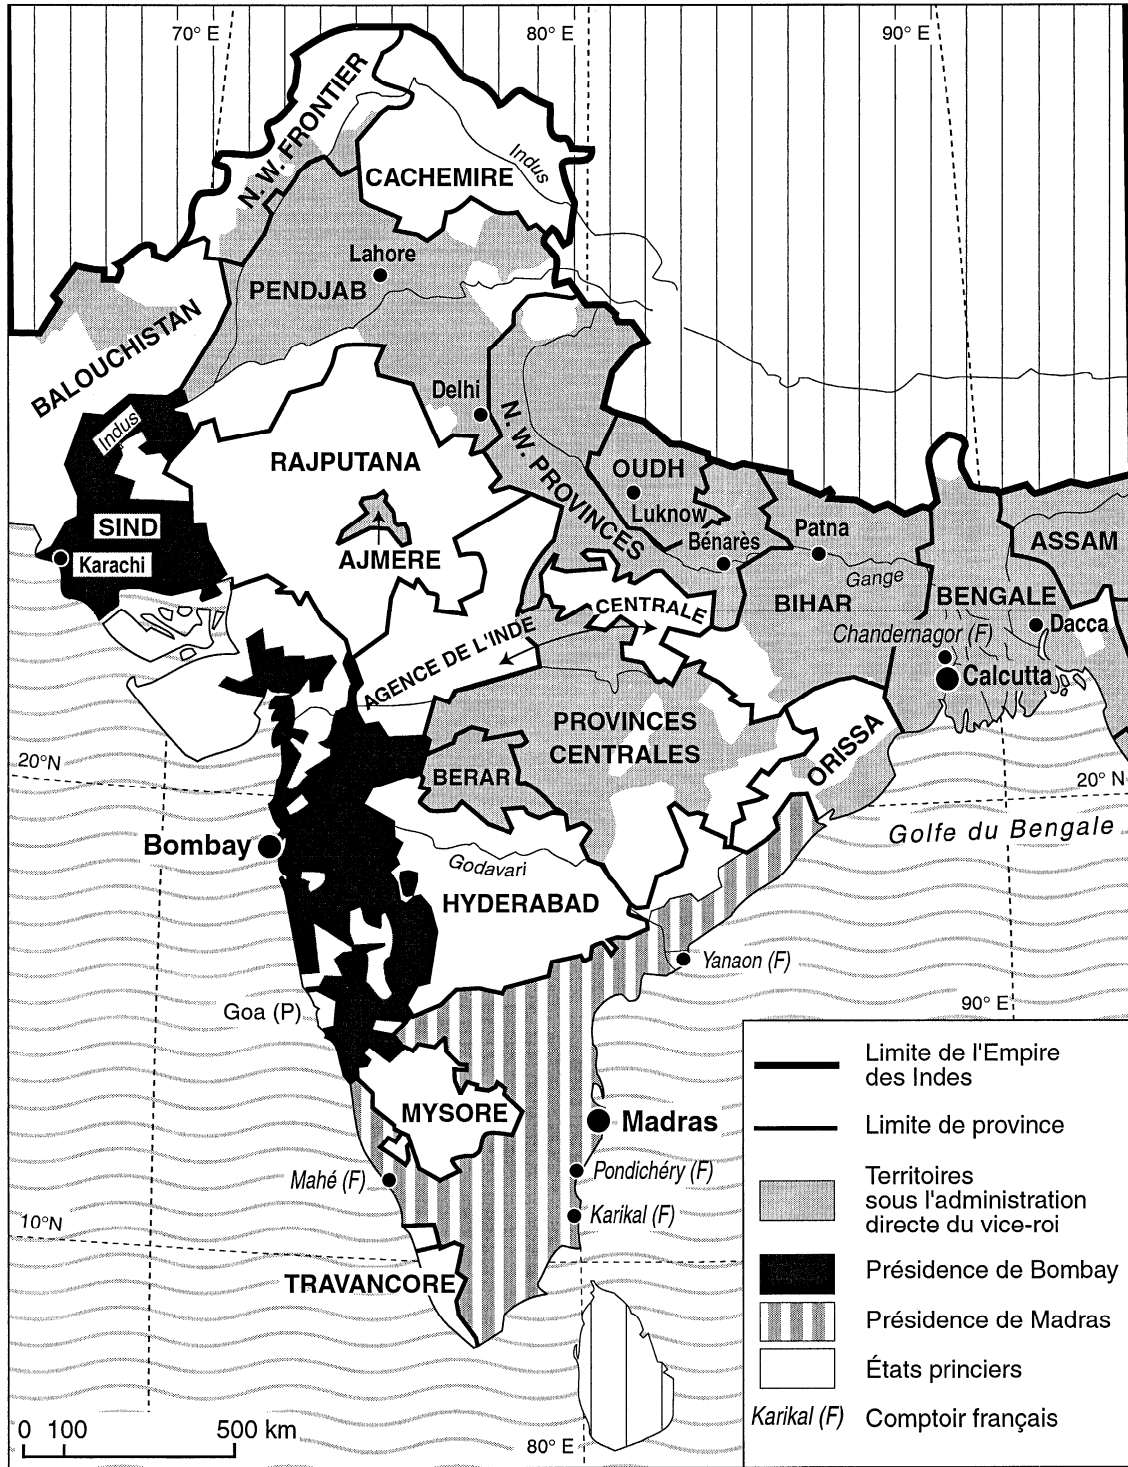 70° E
80° E
90° E
N. W. FRONTIER
CACHEMIRE
Indus
Lahore
PENDJAB
BALOUCHISTAN
Delhi
Indus
RAJPUTANA
N. W. PROVINCES
OUDH
Luknow
SIND
Karachi
AJMERE
Bénarès
Patna
ASSAM
Gange
BIHAR
BENGALE
CENTRALE
Dacca
Chandernagor (F)
Calcutta
AGENCE DE L'INDE
PROVINCES
CENTRALES
ORISSA
BERAR
20°N
20° N
Golfe du Bengale
Bombay
Godavari
HYDERABAD
Yanaon (F)
Goa (P)
90° E
MYSORE
Madras
Mahé (F)
Pondichéry (F)
Karikal (F)
10°N
TRAVANCORE
80° E
0 100 500 km
Limite de l'Empire
des Indes
Limite de province
Territoires
sous l'administration
directe du vice-roi
Présidence de Bombay
Présidence de Madras
États princiers
Karikal (F) Comptoir français